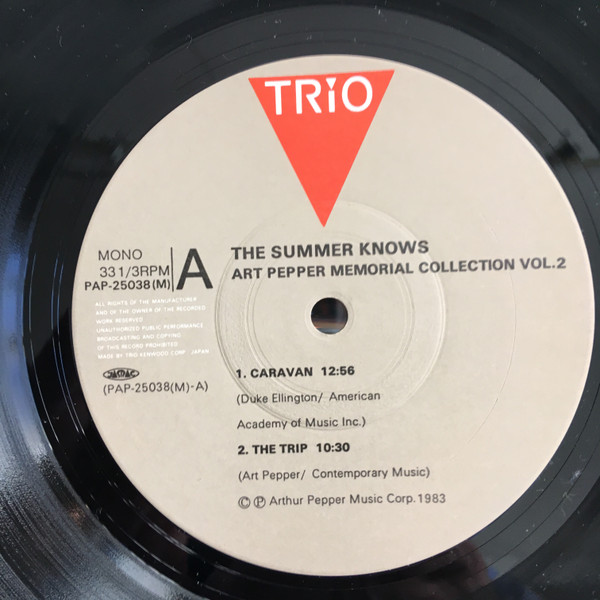 TRiO
MONO
33 1/3RPM
PAP-25038(M)
A
THE SUMMER KNOWS
ART PEPPER MEMORIAL COLLECTION VOL.2
ALL RIGHTS OF THE MANUFACTURER
AND OF THE OWNER OF THE RECORDED
WORK RESERVED
UNAUTHORIZED PUBLIC PERFORMANCE
BROADCASTING AND COPYING
OF THIS RECORD PROHIBITED
MADE BY TRIO-KENWOOD CORP. JAPAN
JASRAC
(PAP-25038(M)-A)
1. CARAVAN 12:56
(Duke Ellington/ American
Academy of Music Inc.)
2. THE TRIP 10:30
(Art Pepper/ Contemporary Music)
© ℗ Arthur Pepper Music Corp. 1983